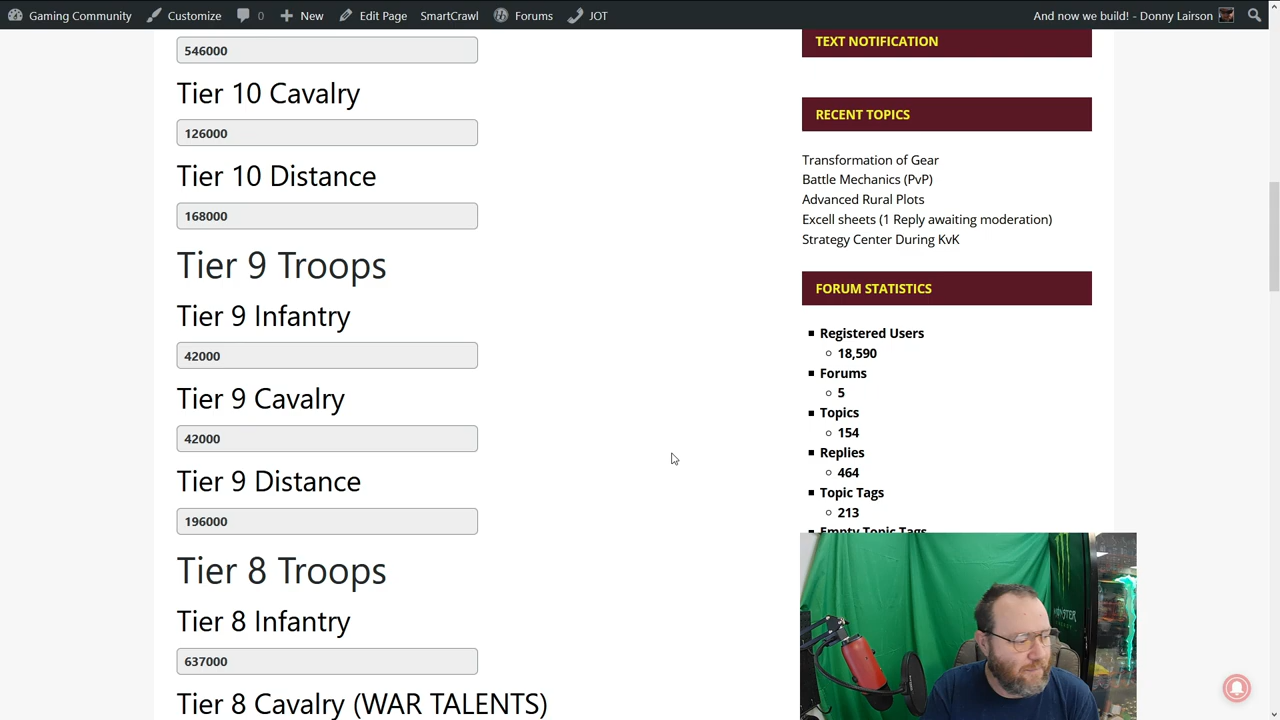 Gaming Community Customize 0 New Edit Page SmartCrawl Forums JOT And now we build! - Donny Lairson
546000
Tier 10 Cavalry
126000
Tier 10 Distance
168000
Tier 9 Troops
Tier 9 Infantry
42000
Tier 9 Cavalry
42000
Tier 9 Distance
196000
Tier 8 Troops
Tier 8 Infantry
637000
Tier 8 Cavalry (WAR TALENTS)
TEXT NOTIFICATION
RECENT TOPICS
Transformation of Gear
Battle Mechanics (PvP)
Advanced Rural Plots
Excell sheets (1 Reply awaiting moderation)
Strategy Center During KvK
FORUM STATISTICS
Registered Users
18,590
Forums
5
Topics
154
Replies
464
Topic Tags
213
Empty Topic Tags
MONSTER